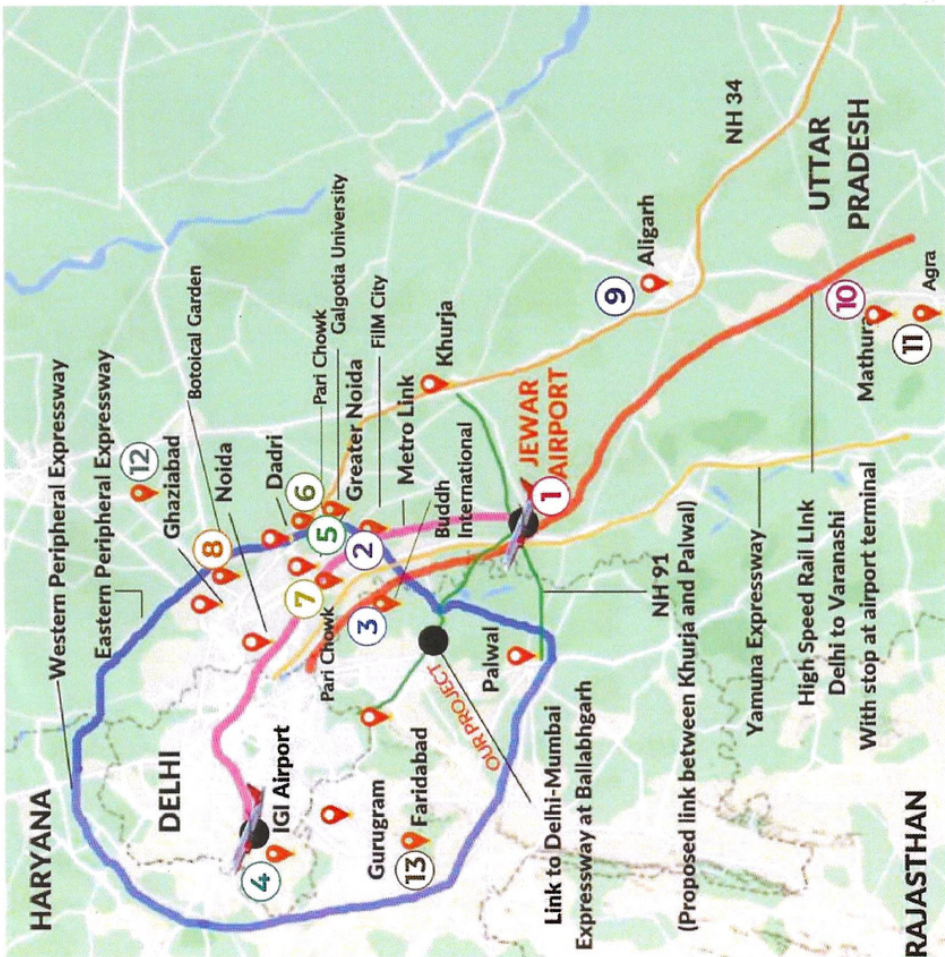 HARYANA
Western Peripheral Expressway
Eastern Peripheral Expressway
12
Ghaziabad
Botoical Garden
Noida
8
DELHI
Dadri
6
Pari Chowk
Galgotia University
5
Greater Noida
FilM City
2
Metro Link
7
Pari Chowk
3
Buddh
International
Khurja
IGI Airport
4
Gurugram
13
Faridabad
OUR PROJECT
Palwal
JEWAR
AIRPORT
1
9
Aligarh
NH 34
UTTAR
PRADESH
Link to Delhi-Mumbai
Expressway at Ballabhgarh
NH 91
(Proposed link between Khurja and Palwal)
Yamuna Expressway
High Speed Rail LInk
Delhi to Varanashi
With stop at airport terminal
10
Mathura
11
Agra
RAJASTHAN